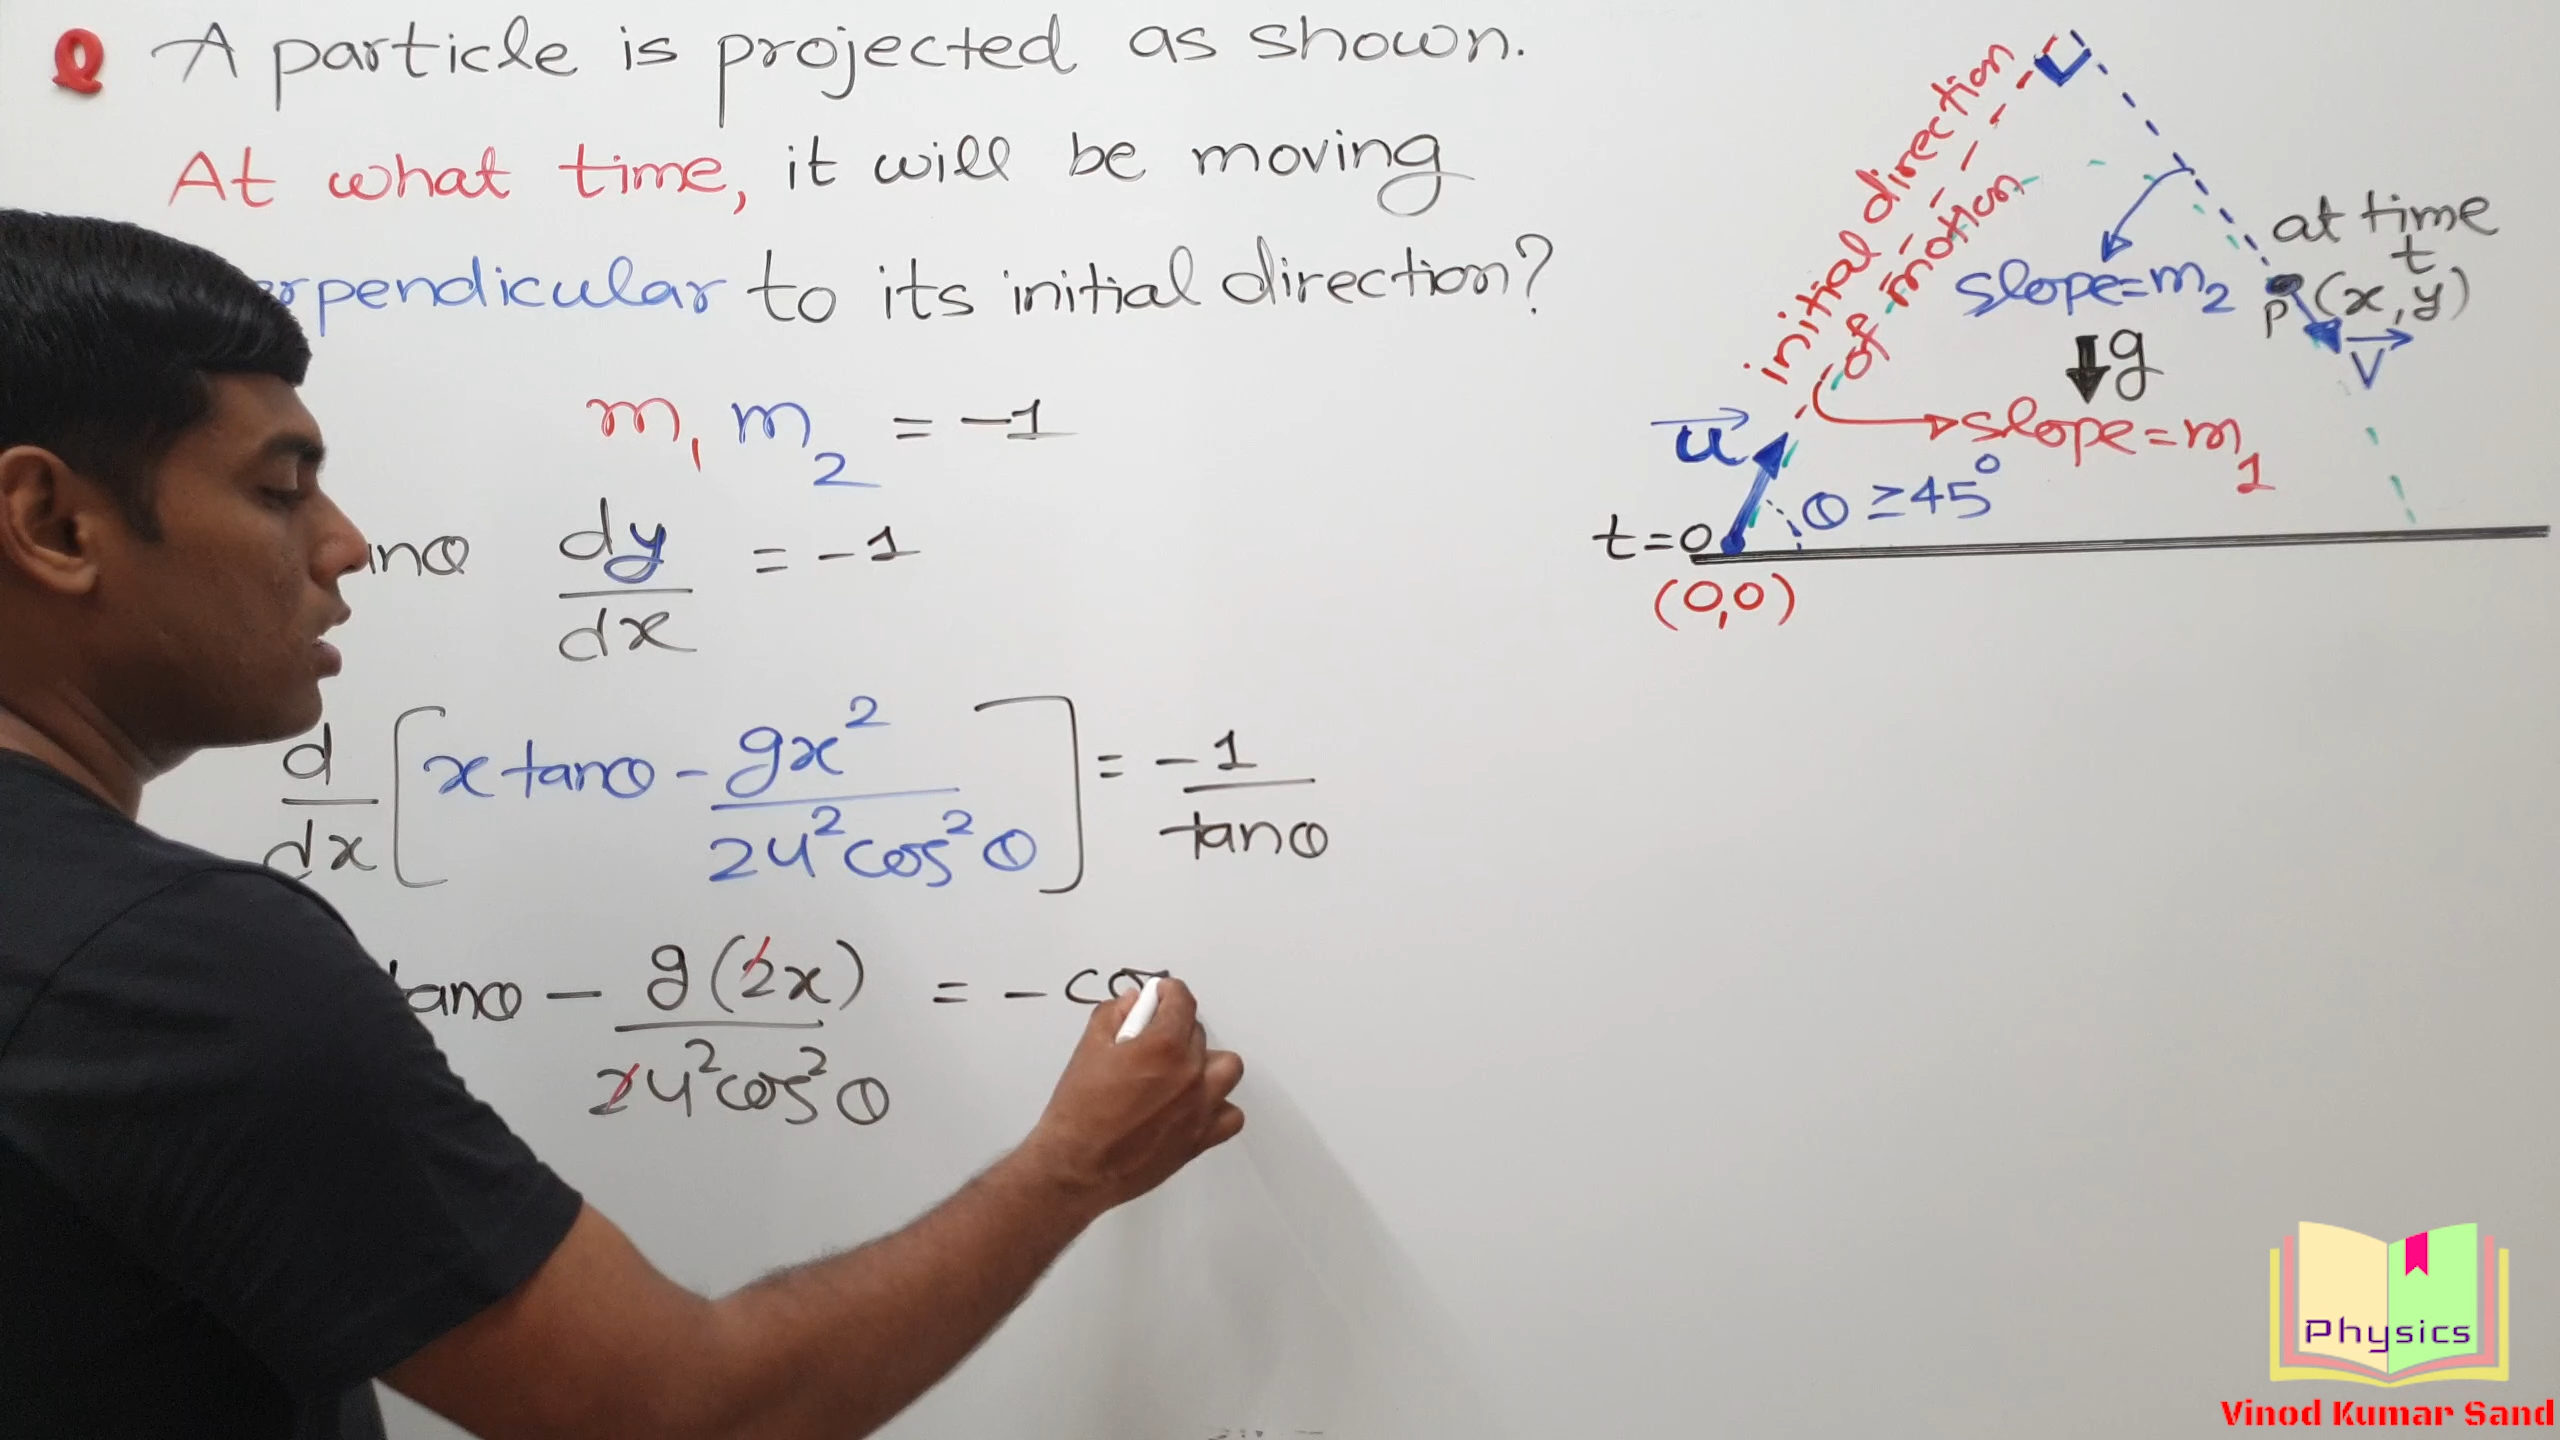 Q A particle is projected as shown.
At what time, it will be moving
erpendicular to its initial direction?
m₁ m₂ = -1
anθ dy/dx = -1
d/dx [x tanθ - gx²/2u²cos²θ] = -1/tanθ
tanθ - g(2x)/2u²cos²θ = - co
initial direction
of motion
at time
t
slope=m₂
P (x,y)
g
V
u
slope=m₁
θ ≥45°
t=0
(0,0)
Physics
Vinod Kumar Sand